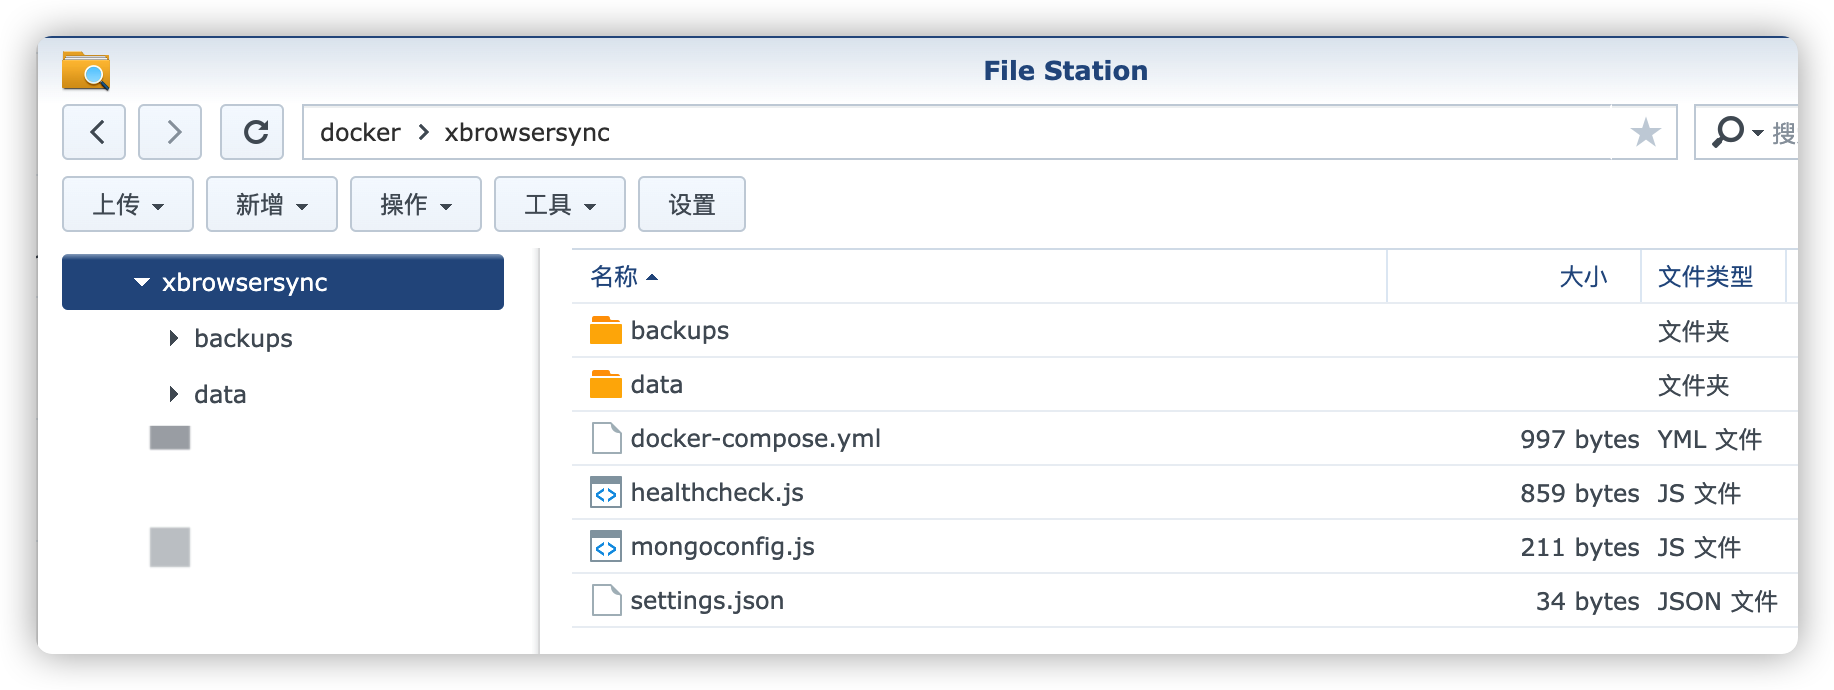 File Station
docker > xbrowsersync
搜
上传 新增 操作 工具 设置
xbrowsersync
backups
data
名称 大小 文件类型
backups 文件夹
data 文件夹
docker-compose.yml 997 bytes YML 文件
healthcheck.js 859 bytes JS 文件
mongoconfig.js 211 bytes JS 文件
settings.json 34 bytes JSON 文件